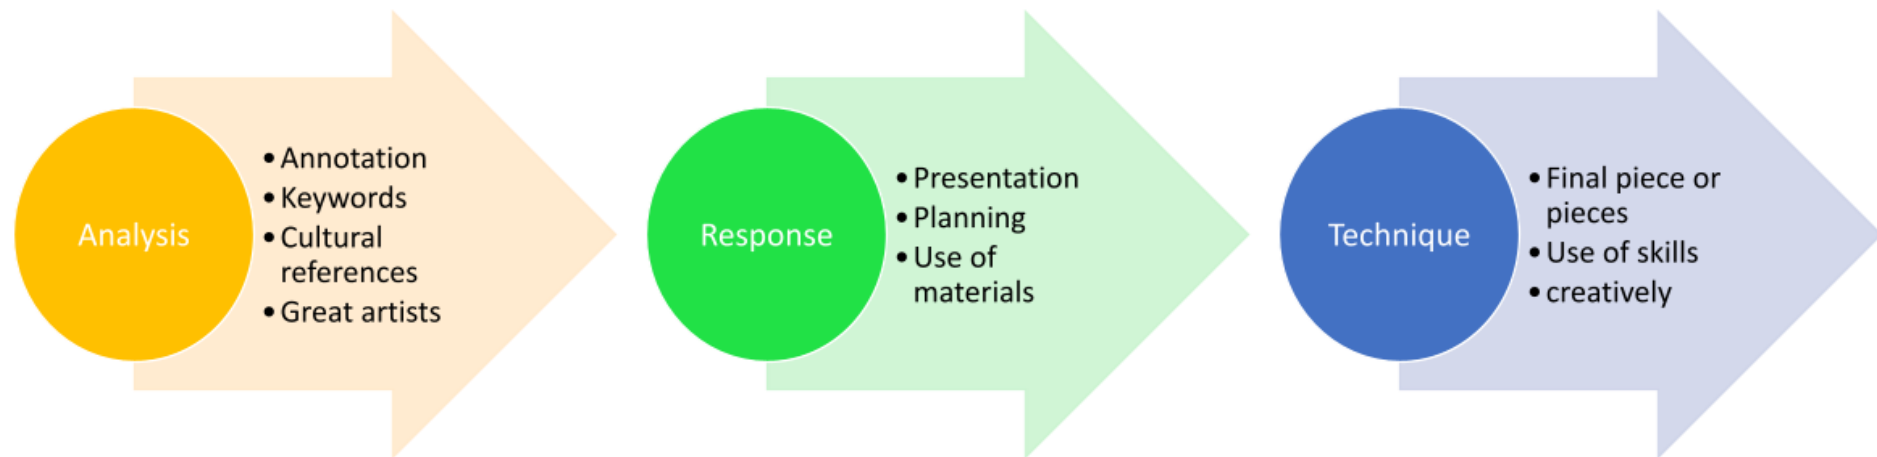 Analysis
• Annotation
• Keywords
• Cultural
references
• Great artists
Response
• Presentation
• Planning
• Use of
materials
Technique
• Final piece or
pieces
• Use of skills
• creatively